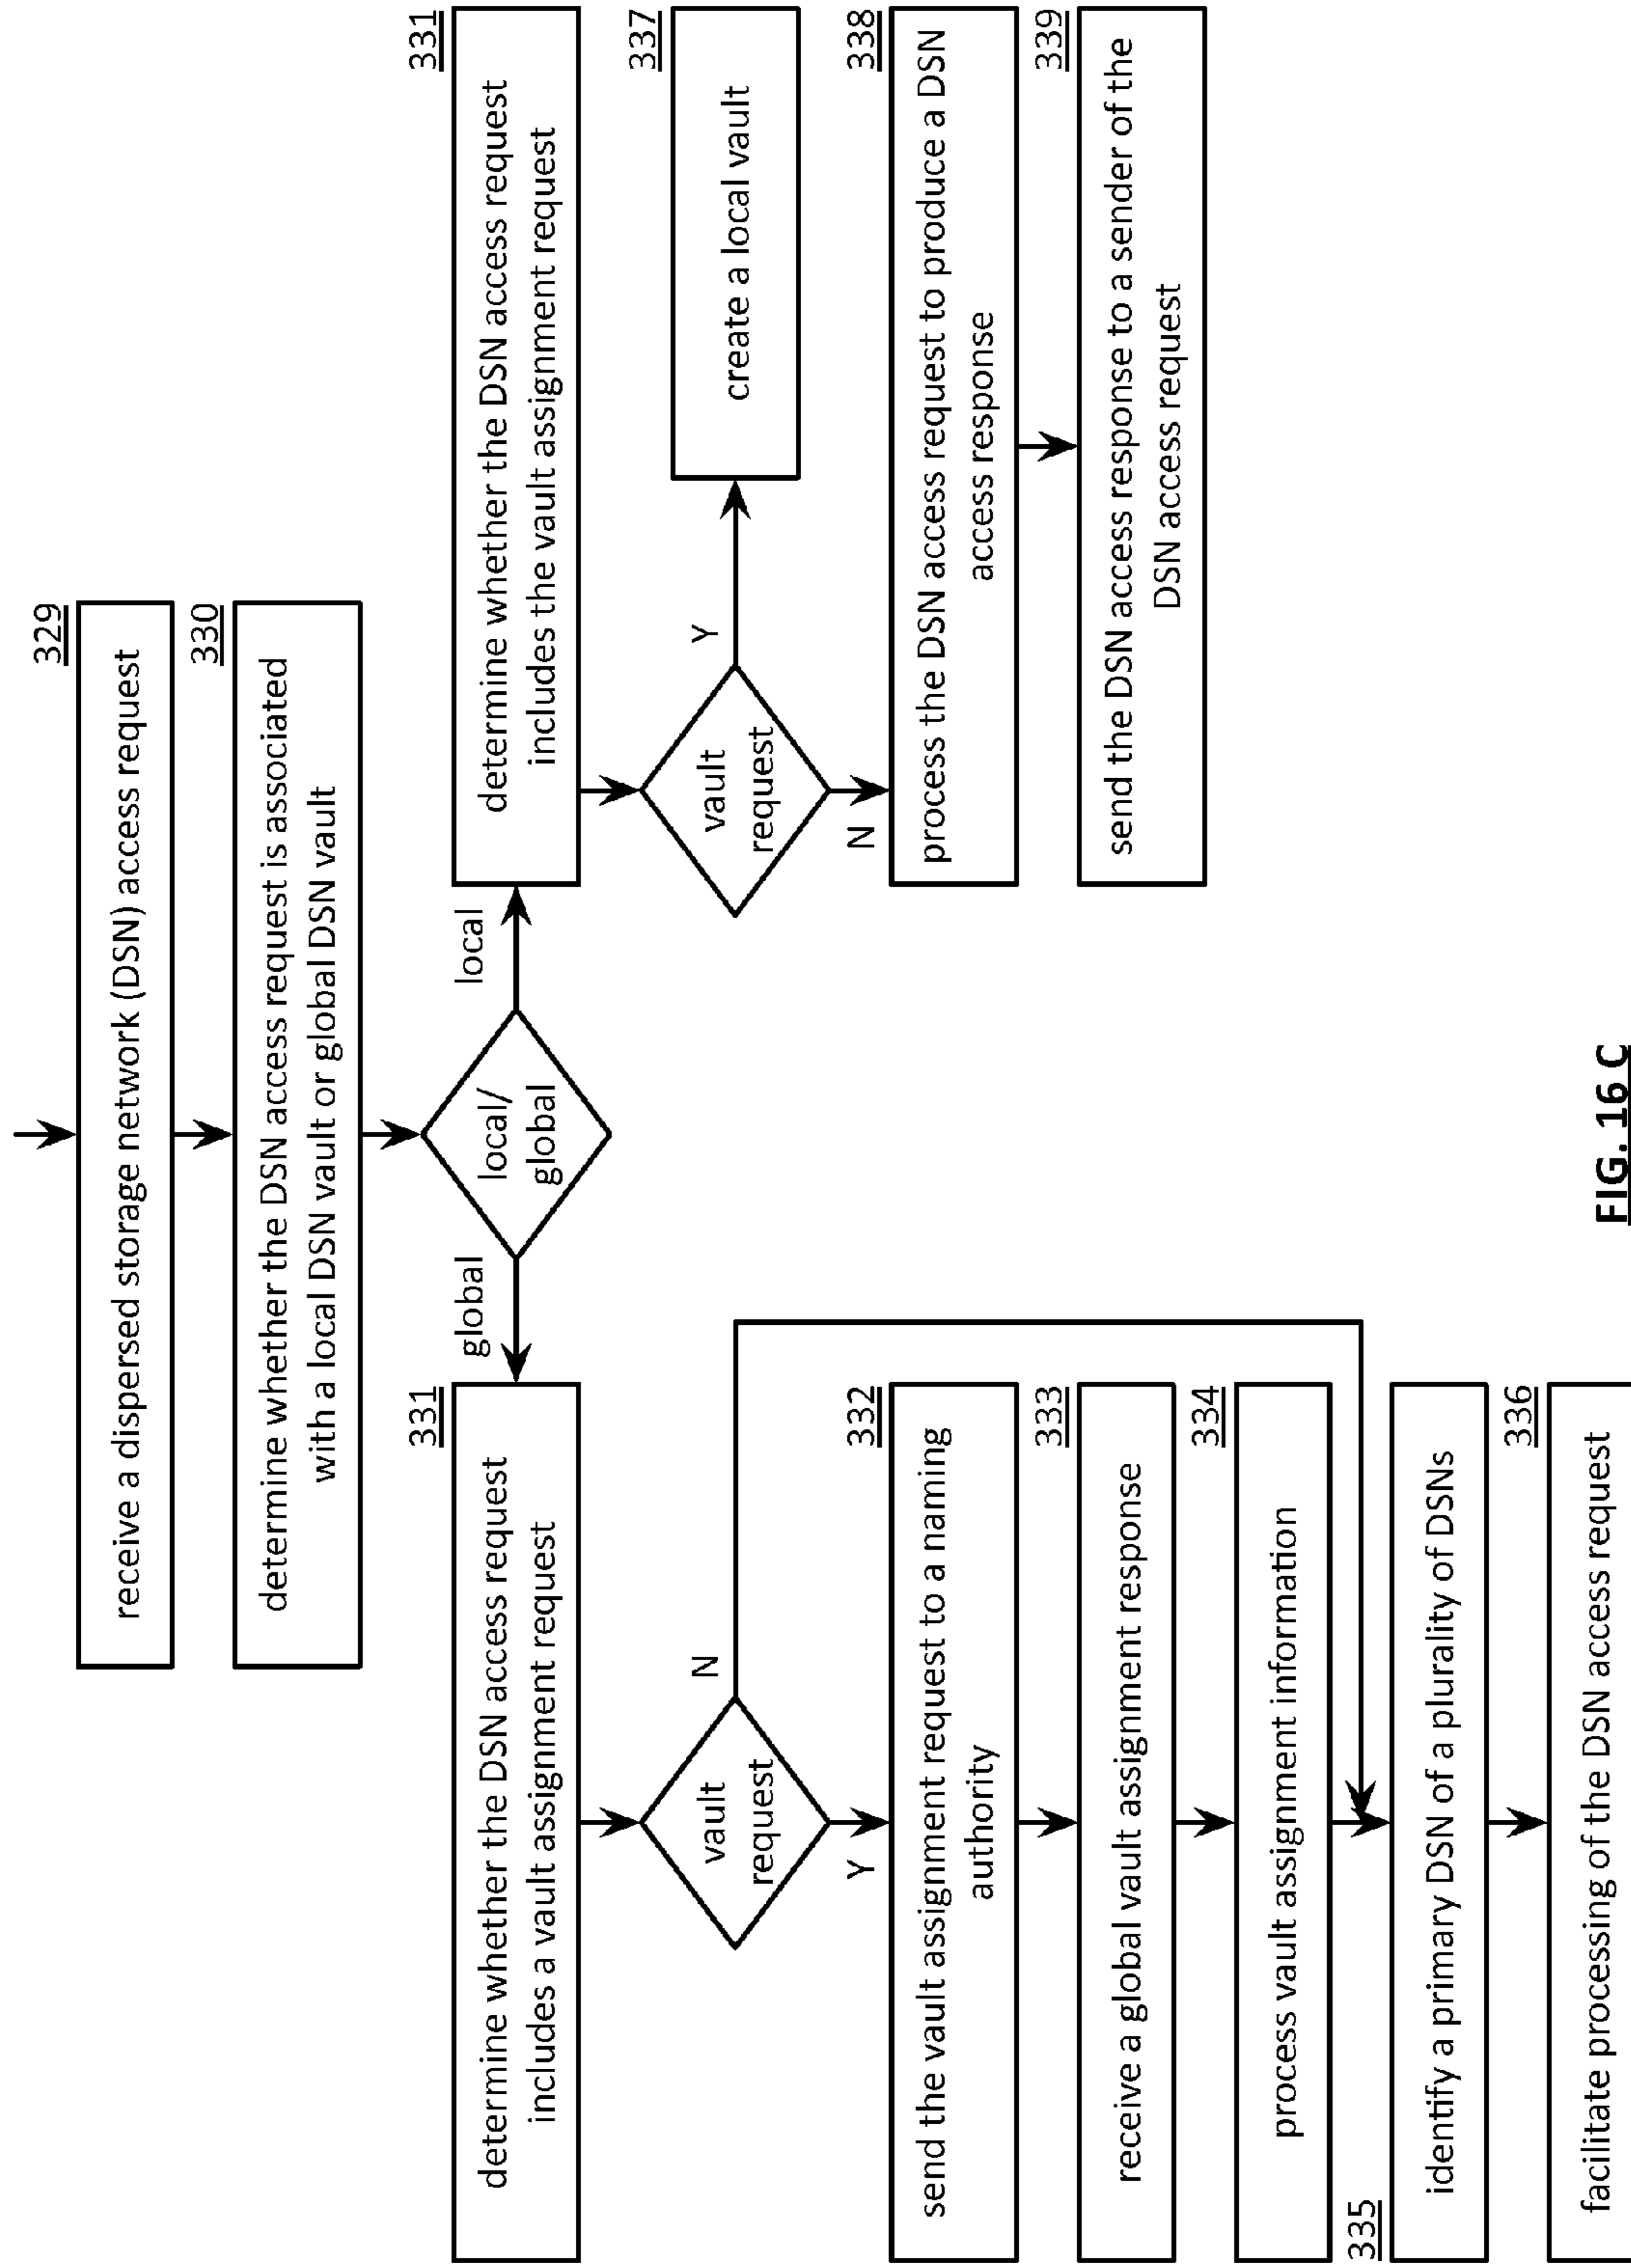 329
receive a dispersed storage network (DSN) access request
330
determine whether the DSN access request is associated
with a local DSN vault or global DSN vault
local/
global
global
local
331
determine whether the DSN access request
includes a vault assignment request
vault
request
N
Y
332
send the vault assignment request to a naming
authority
333
receive a global vault assignment response
334
process vault assignment information
335
identify a primary DSN of a plurality of DSNs
336
facilitate processing of the DSN access request
331
determine whether the DSN access request
includes the vault assignment request
vault
request
Y
N
337
create a local vault
338
process the DSN access request to produce a DSN
access response
339
send the DSN access response to a sender of the
DSN access request
FIG. 16 C